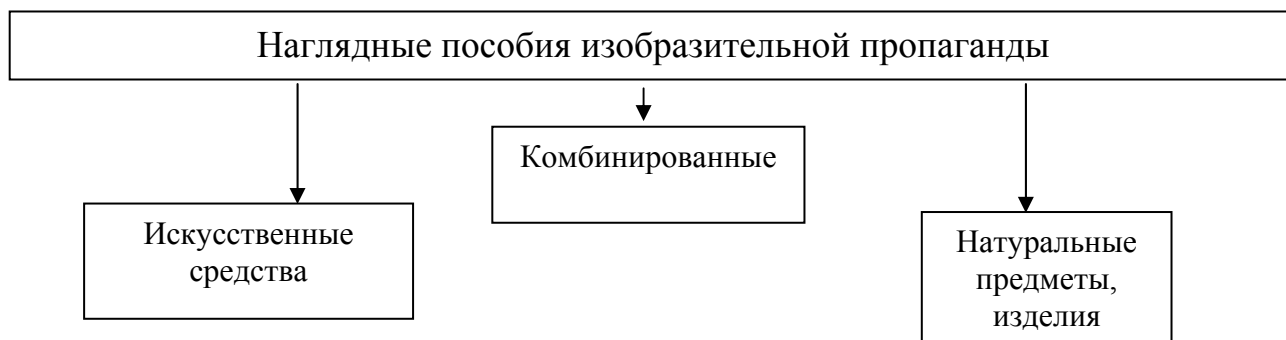 Наглядные пособия изобразительной пропаганды
Комбинированные
Искусственные
средства
Натуральные
предметы,
изделия